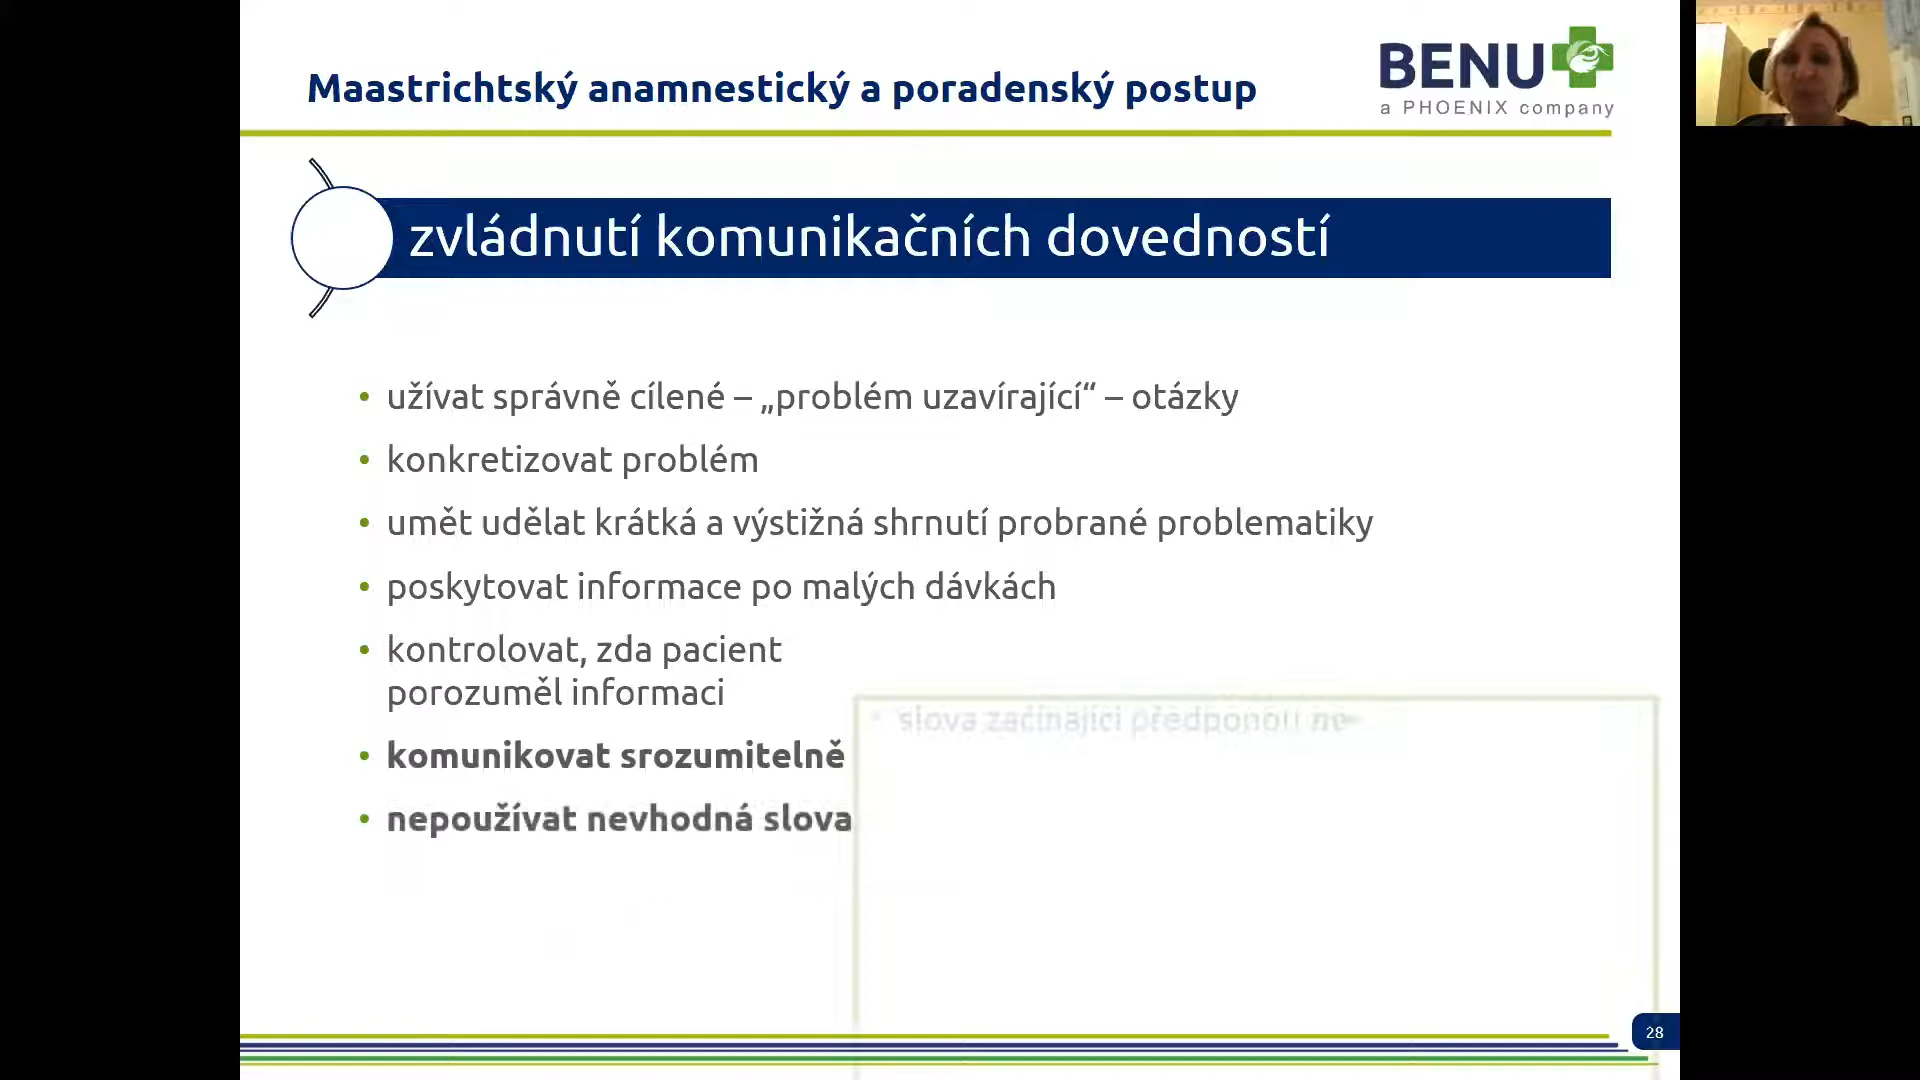 Maastrichtský anamnestický a poradenský postup
BENU
a PHOENIX company
zvládnutí komunikačních dovedností
• užívat správně cílené – „problém uzavírající“ – otázky
• konkretizovat problém
• umět udělat krátká a výstižná shrnutí probrané problematiky
• poskytovat informace po malých dávkách
• kontrolovat, zda pacient
porozuměl informaci
• komunikovat srozumitelně
• nepoužívat nevhodná slova
• slova začínající předponou ne-
28